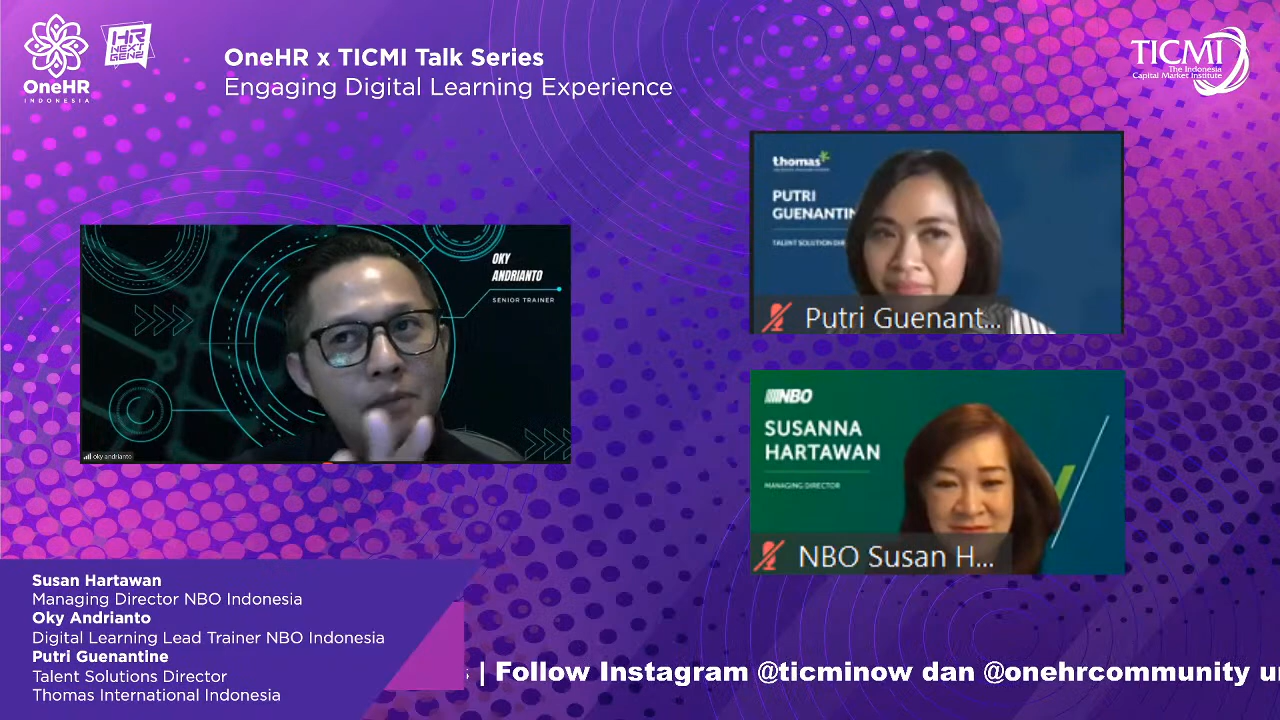 OneHR
INDONESIA
HR
NEXT
GEN
OneHR x TICMI Talk Series
Engaging Digital Learning Experience
TICMI
The Indonesia
Capital Market Institute
OKY
ANDRIANTO
SENIOR TRAINER
oky andrianto
thomas
PUTRI
GUENANTIN
TALENT SOLUTION DIR
Putri Guenant...
NBO
SUSANNA
HARTAWAN
MANAGING DIRECTOR
NBO Susan H...
Susan Hartawan
Managing Director NBO Indonesia
Oky Andrianto
Digital Learning Lead Trainer NBO Indonesia
Putri Guenantine
Talent Solutions Director
Thomas International Indonesia
| Follow Instagram @ticminow dan @onehrcommunity